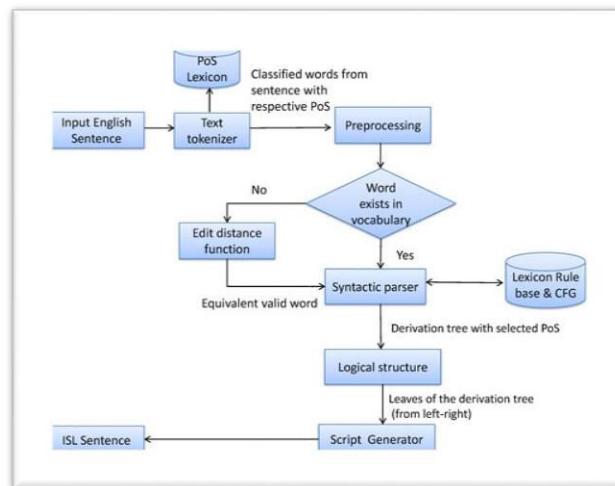 PoS
Lexicon
Classified words from
sentence with
respective PoS
Input English
Sentence
Text
tokenizer
Preprocessing
No
Word
exists in
vocabulary
Edit distance
function
Yes
Equivalent valid word
Syntactic parser
Lexicon Rule
base & CFG
Derivation tree with selected PoS
Logical structure
Leaves of the derivation tree
(from left-right)
ISL Sentence
Script Generator